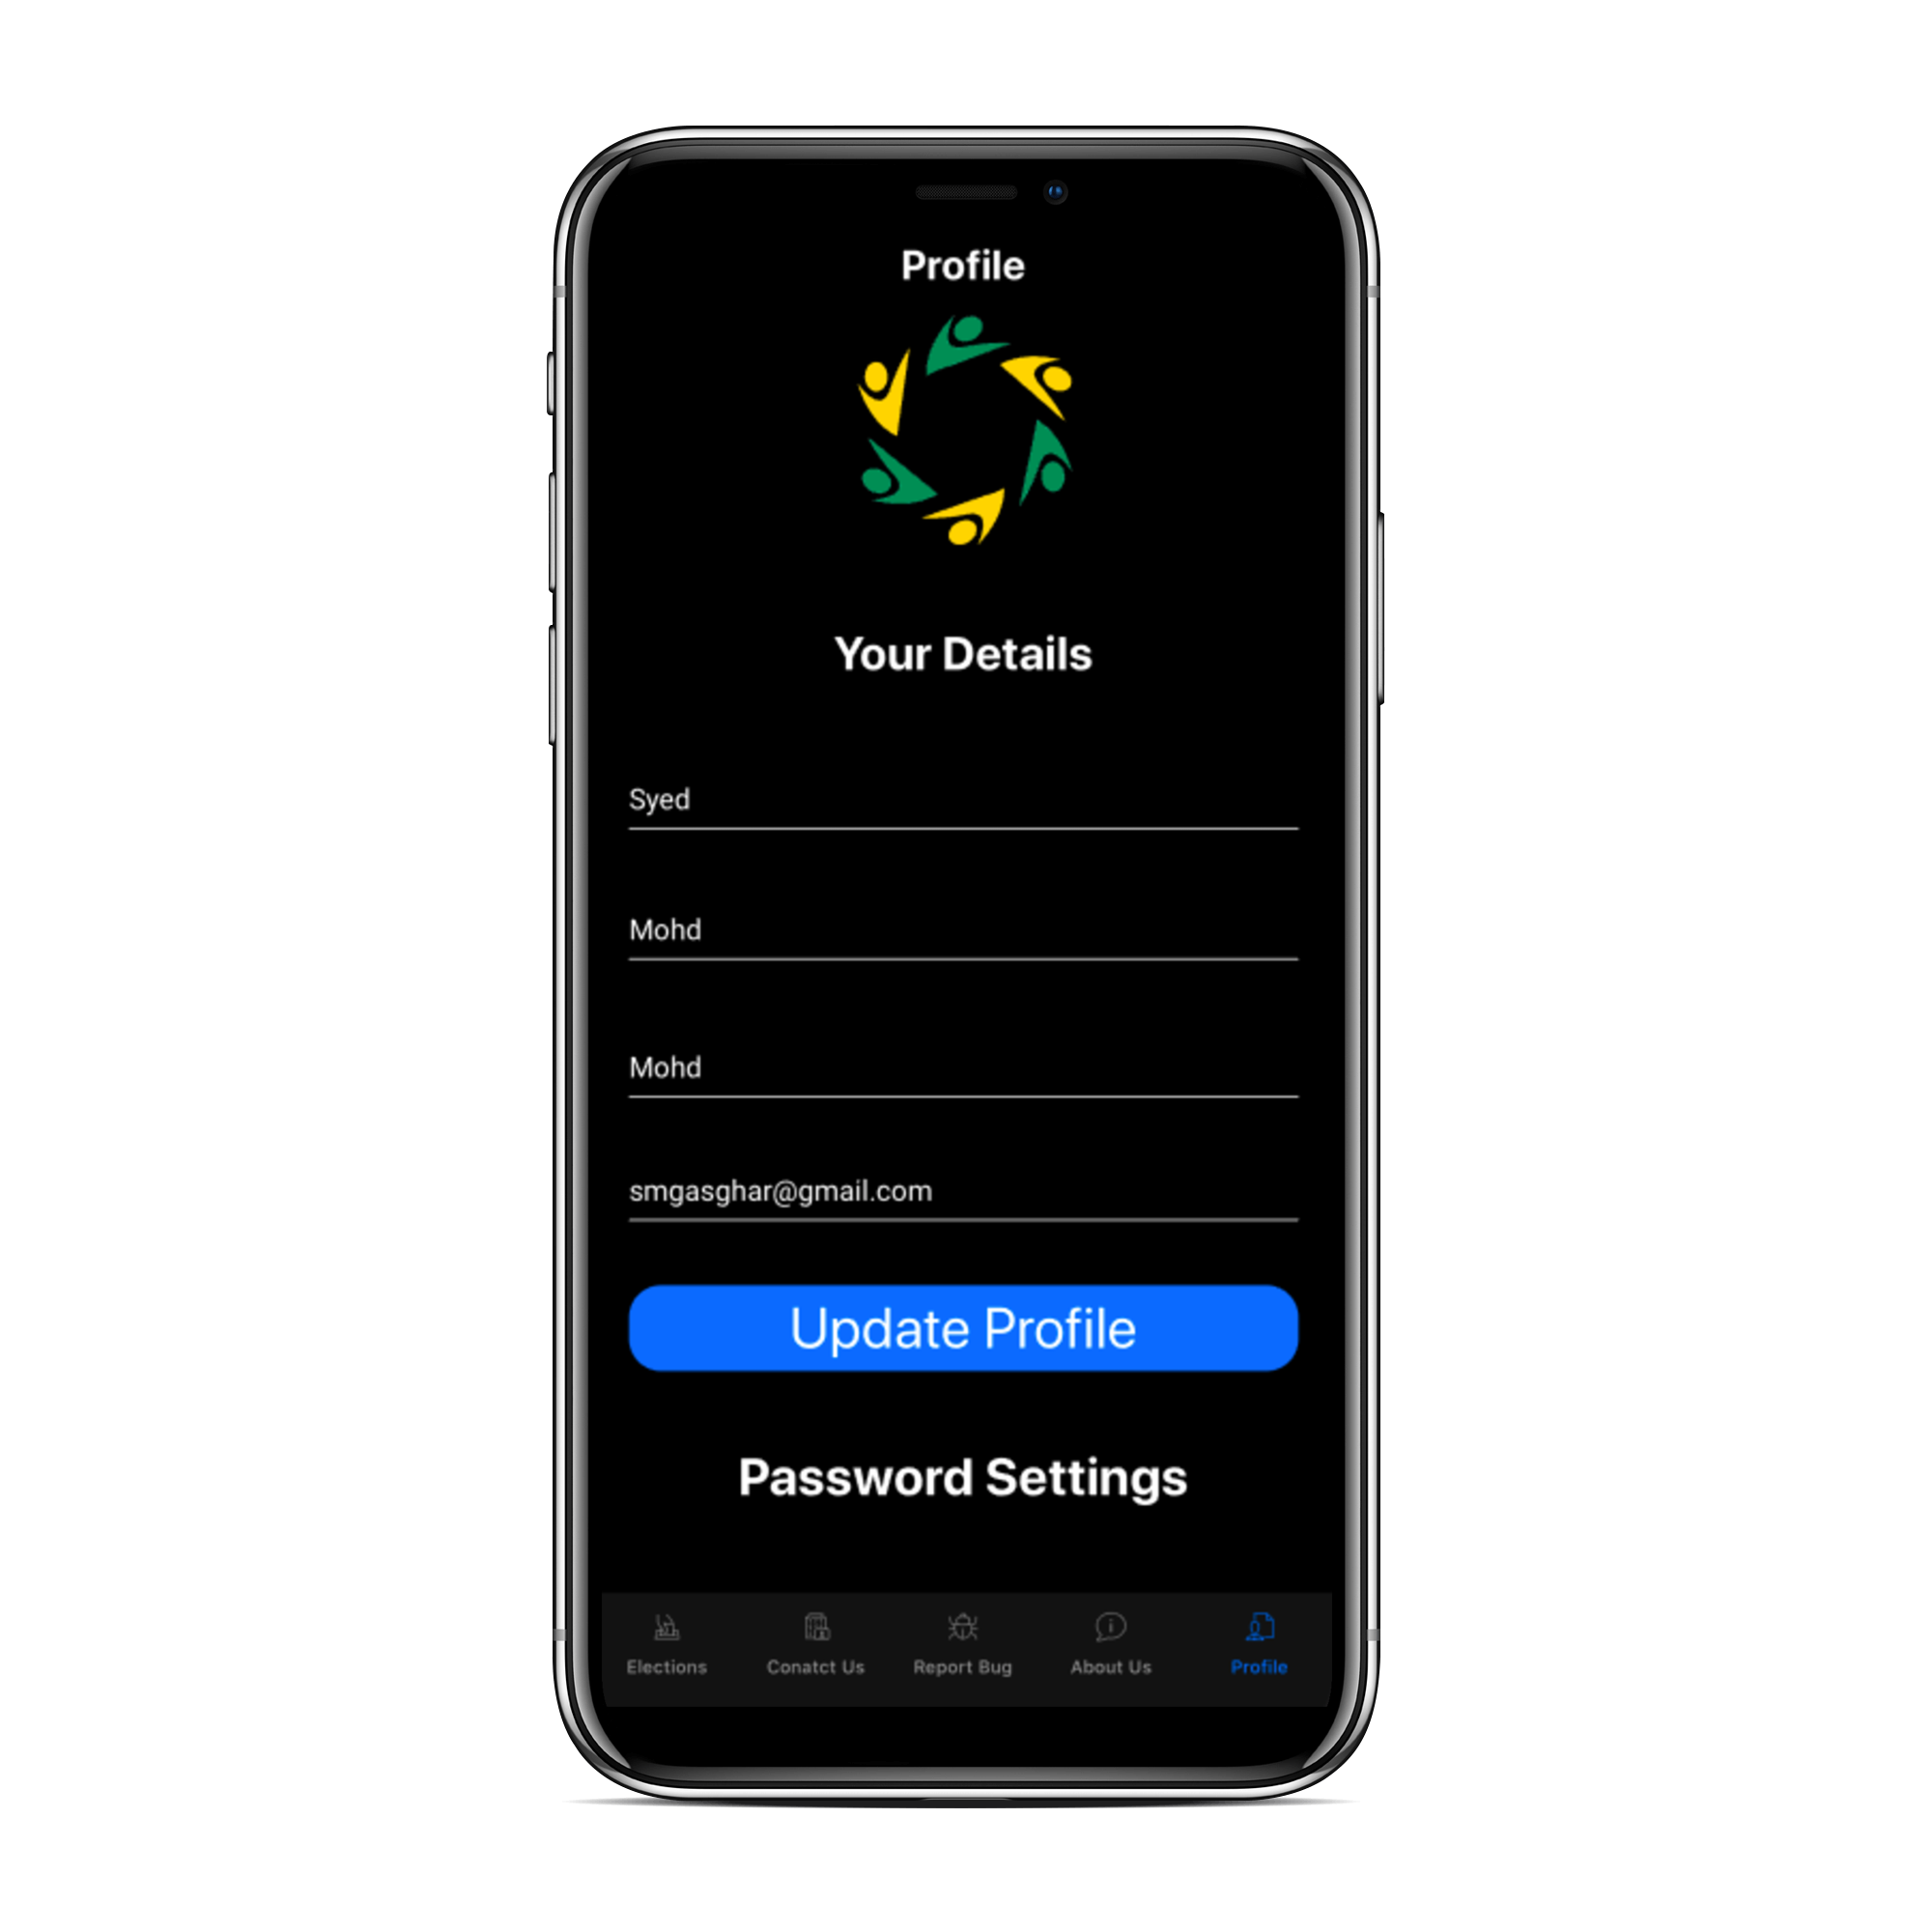 Profile
Your Details
Syed
Mohd
Mohd
smgasghar@gmail.com
Update Profile
Password Settings
Elections
Conatct Us
Report Bug
About Us
Profile